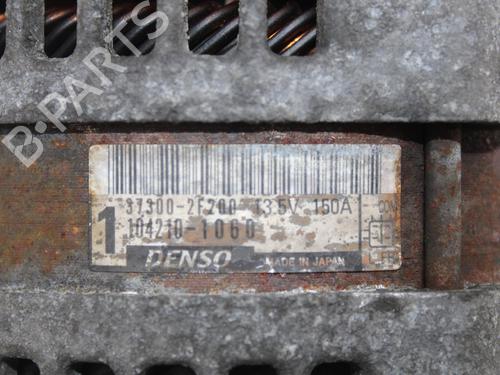 B-PARTS
37300-2F200 13.5V 150A
1
104210-1060
DENSO MADE IN JAPAN